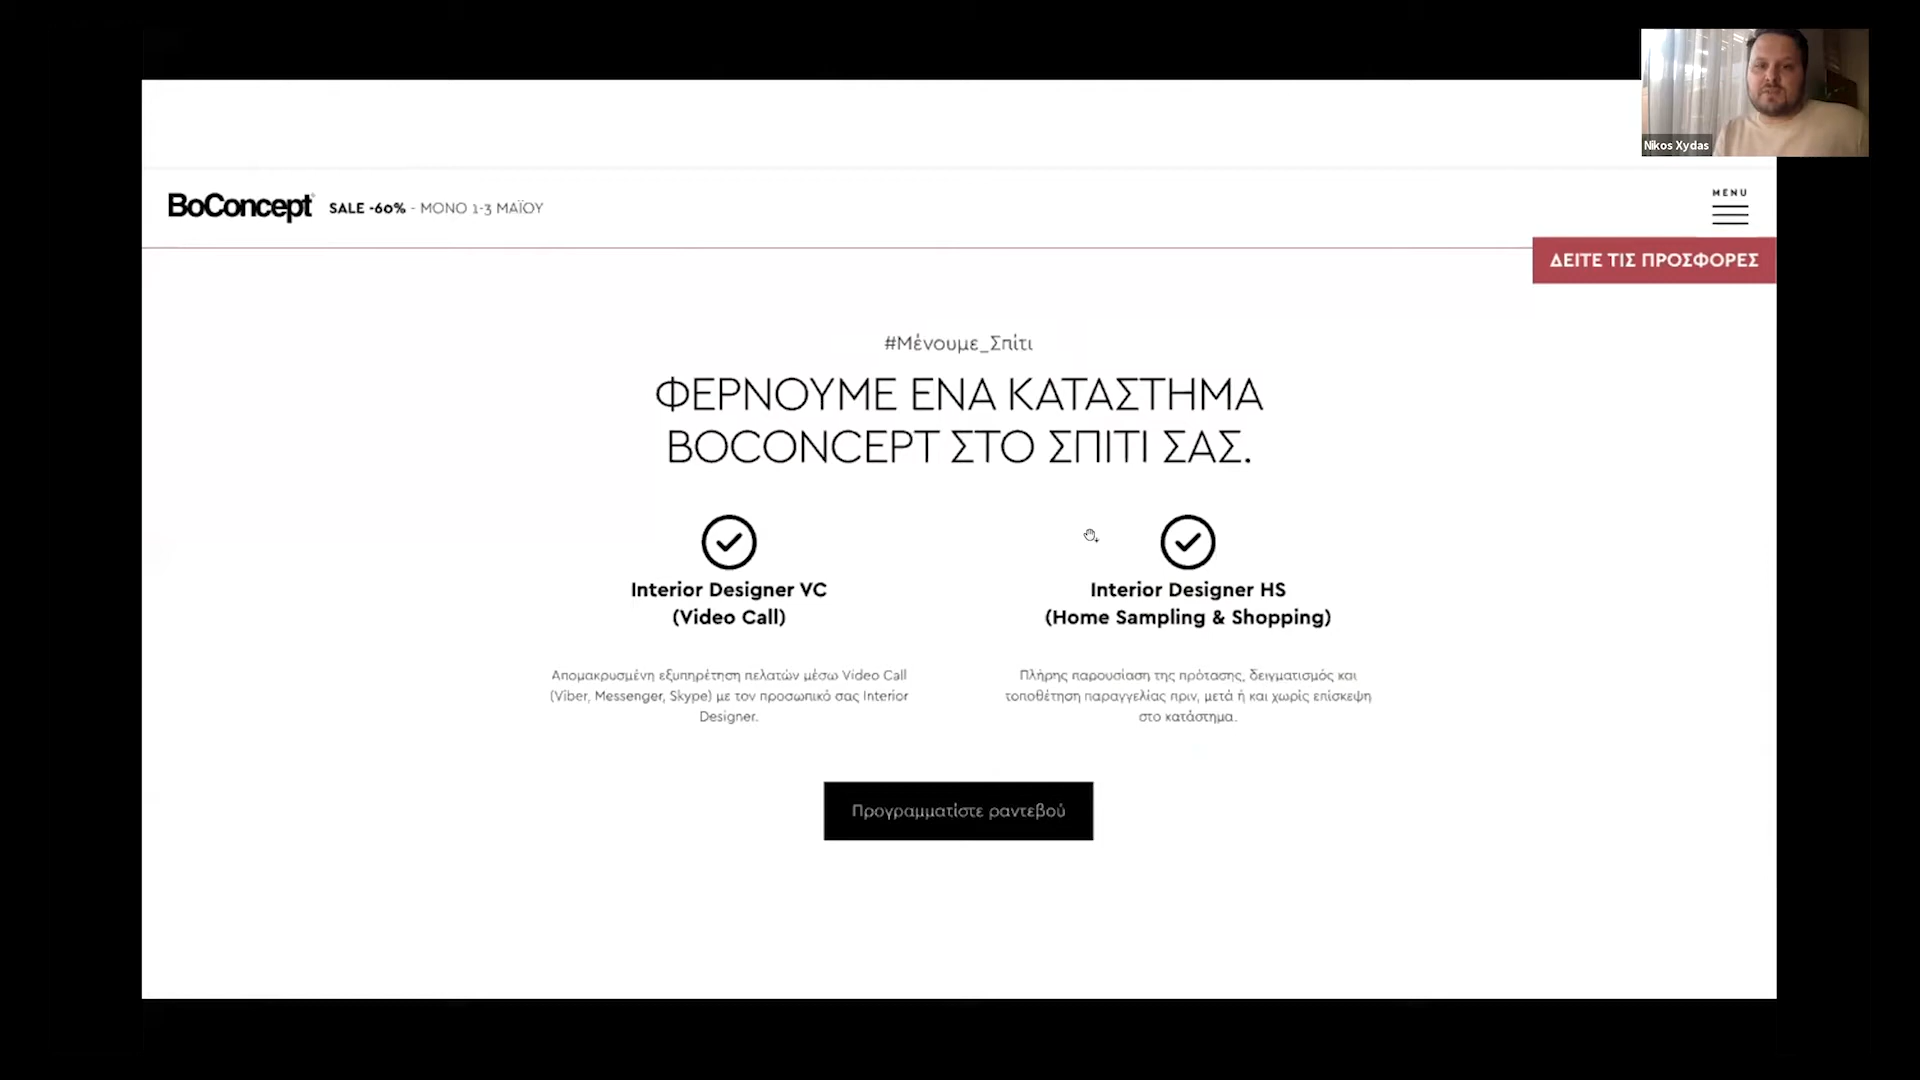 Nikos Xydas
BoConcept SALE -60% - ΜΟΝΟ 1-3 ΜΑΪΟΥ
MENU
ΔΕΙΤΕ ΤΙΣ ΠΡΟΣΦΟΡΕΣ
#Μένουμε_Σπίτι
ΦΕΡΝΟΥΜΕ ΕΝΑ ΚΑΤΑΣΤΗΜΑ
BOCONCEPT ΣΤΟ ΣΠΙΤΙ ΣΑΣ.
Interior Designer VC
(Video Call)
Απομακρυσμένη εξυπηρέτηση πελατών μέσω Video Call
(Viber, Messenger, Skype) με τον προσωπικό σας Interior
Designer.
Interior Designer HS
(Home Sampling & Shopping)
Πλήρης παρουσίαση της πρότασης, δειγματισμός και
τοποθέτηση παραγγελίας πριν, μετά ή και χωρίς επίσκεψη
στο κατάστημα.
Προγραμματίστε ραντεβού